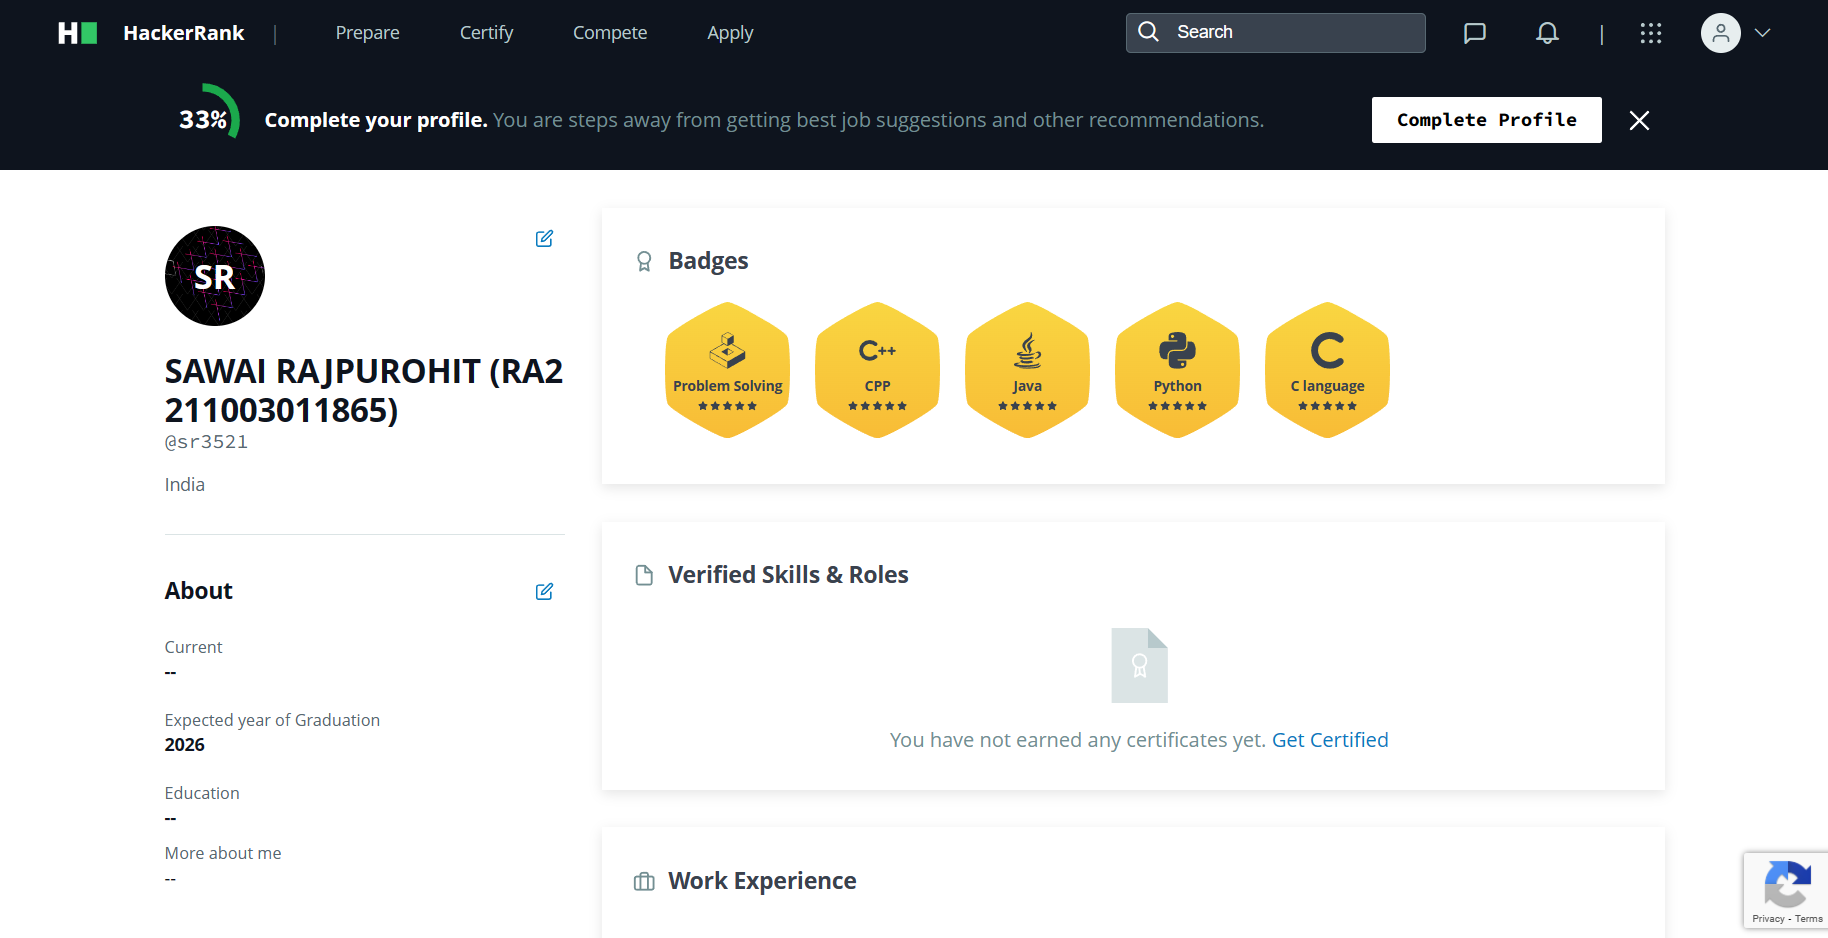 H HackerRank | Prepare Certify Compete Apply Search |
33% Complete your profile. You are steps away from getting best job suggestions and other recommendations. Complete Profile
SR
SAWAI RAJPUROHIT (RA2
211003011865)
@sr3521
India
About
Current
--
Expected year of Graduation
2026
Education
--
More about me
--
Badges
Problem Solving
C++
CPP
Java
Python
C
C language
Verified Skills & Roles
You have not earned any certificates yet. Get Certified
Work Experience
Privacy - Terms